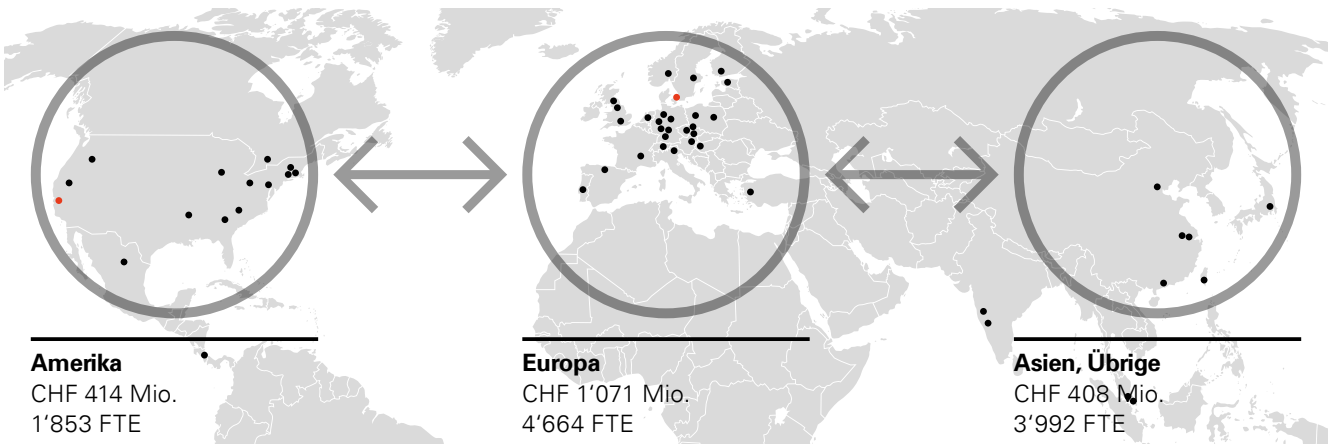 Amerika
CHF 414 Mio.
1‘853 FTE
Europa
CHF 1‘071 Mio.
4‘664 FTE
Asien, Übrige
CHF 408 Mio.
3‘992 FTE